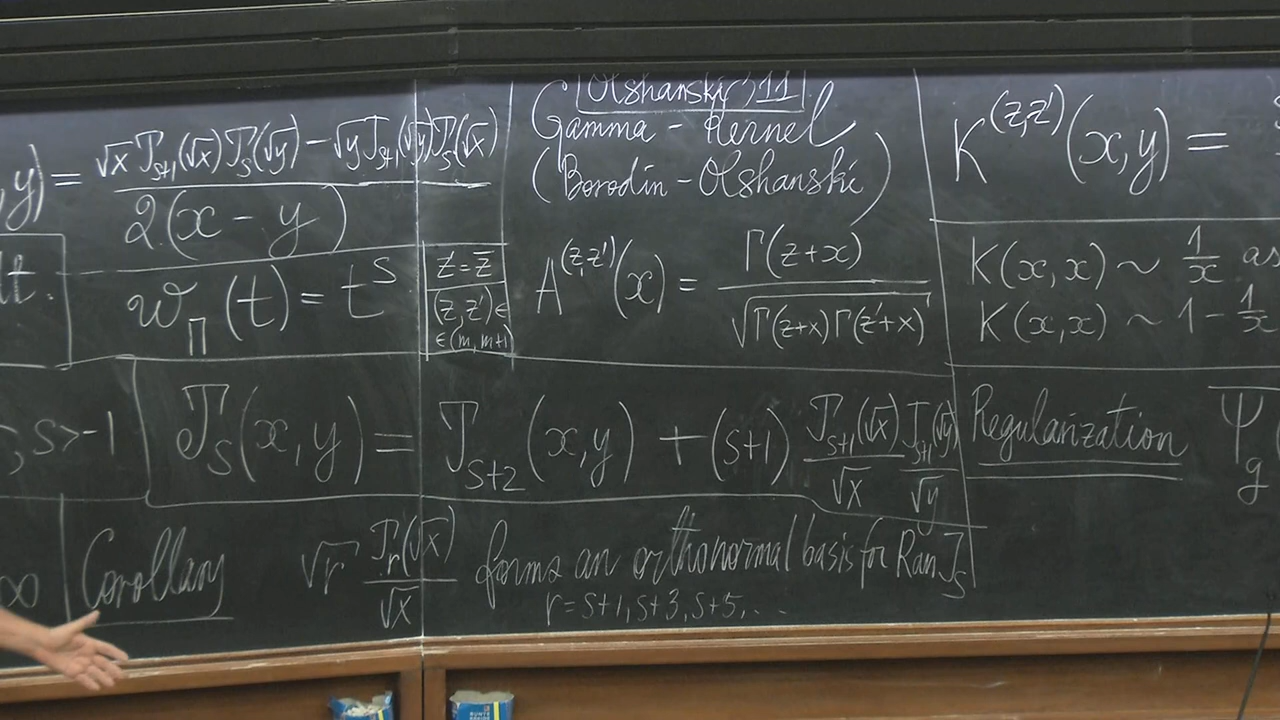 ,y) = (√x J_{s+1}(√x) J_s(√y) − √y J_{s+1}(√y) J_s(√x)) / 2(x − y)
dt.
w_Π(t) = t^s
z' = z̄
(z,z') ∈
∈ (m, m+1)
Olshanski '11
Gamma - Kernel
(Borodin - Olshanski)
A^{(z,z')}(x) = Γ(z+x) / √Γ(z+x)Γ(z'+x)
K^{(z,z')}(x,y) =
K(x,x) ~ 1/x as
K(x,x) ~ 1 − 1/x
, s>-1
J_s(x,y) = J_{s+2}(x,y) + (s+1) J_{s+1}(√x)/√x J_{s+1}(√y)/√y
Regularization
Ψ_g
∞
Corollary √r J_r(√x)/√x forms an orthonormal basis for Ran J_s
r = s+1, s+3, s+5, ...